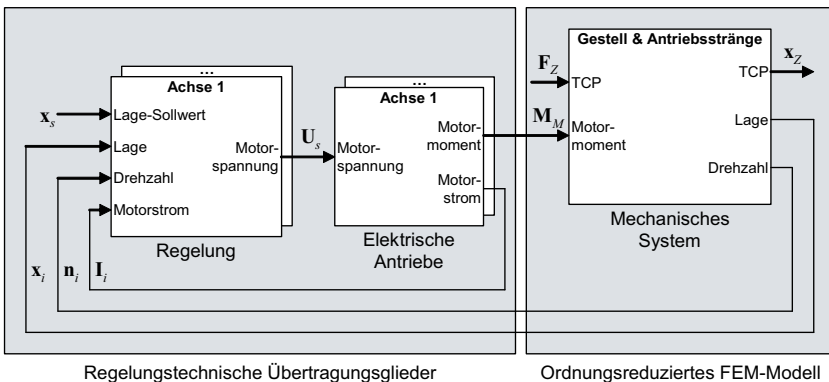 ...
Achse 1
x_s
Lage-Sollwert
Lage
Drehzahl
Motorstrom
Motor-
spannung
Regelung
x_i
n_i
I_i
U_s
...
Achse 1
Motor-
spannung
Motor-
moment
Motor-
strom
Elektrische
Antriebe
Regelungstechnische Übertragungsglieder
M_M
Gestell & Antriebsstränge
F_Z
TCP
Motor-
moment
TCP
x_Z
Lage
Drehzahl
Mechanisches
System
Ordnungsreduziertes FEM-Modell